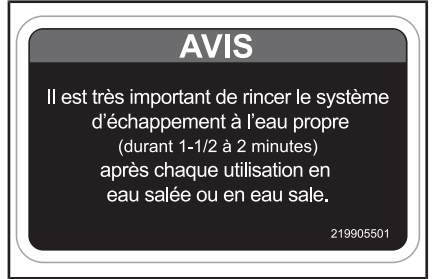 AVIS
Il est très important de rincer le système
d'échappement à l'eau propre
(durant 1-1/2 à 2 minutes)
après chaque utilisation en
eau salée ou en eau sale.
219905501